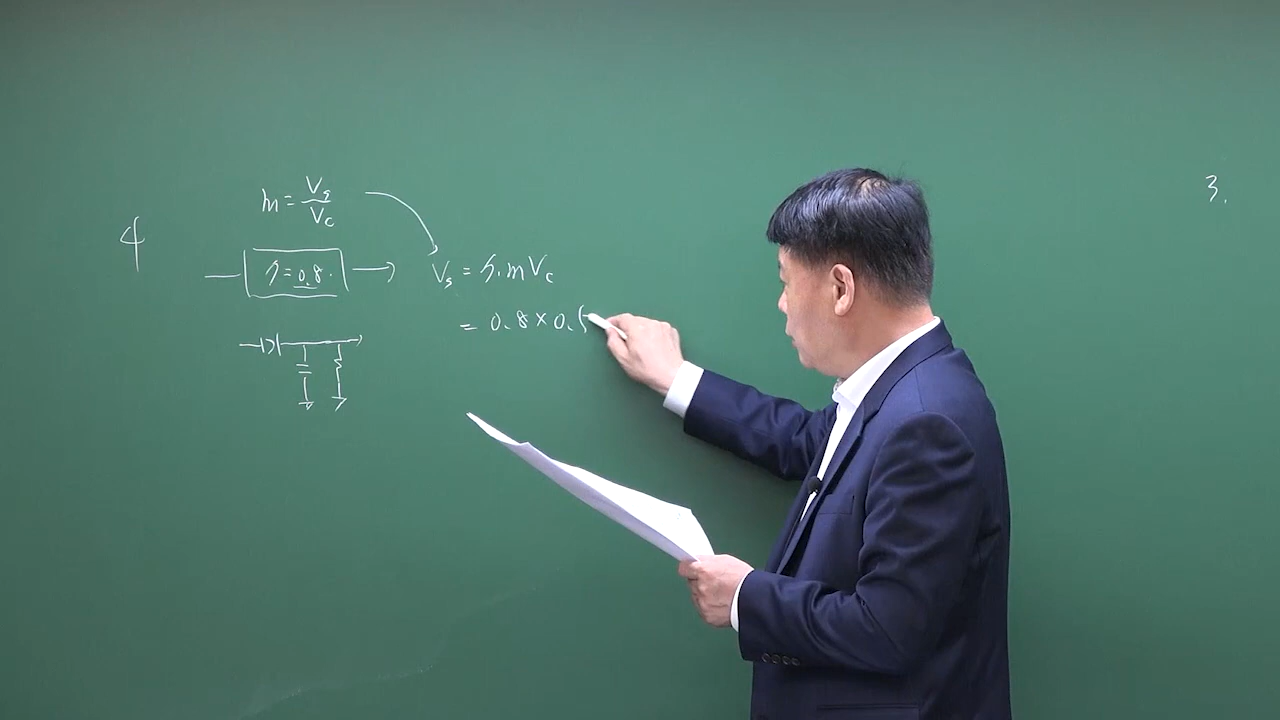 4
m = Vs/Vc
η = 0.8.
Vs = η·mVc
= 0.8 × 0.5
3.